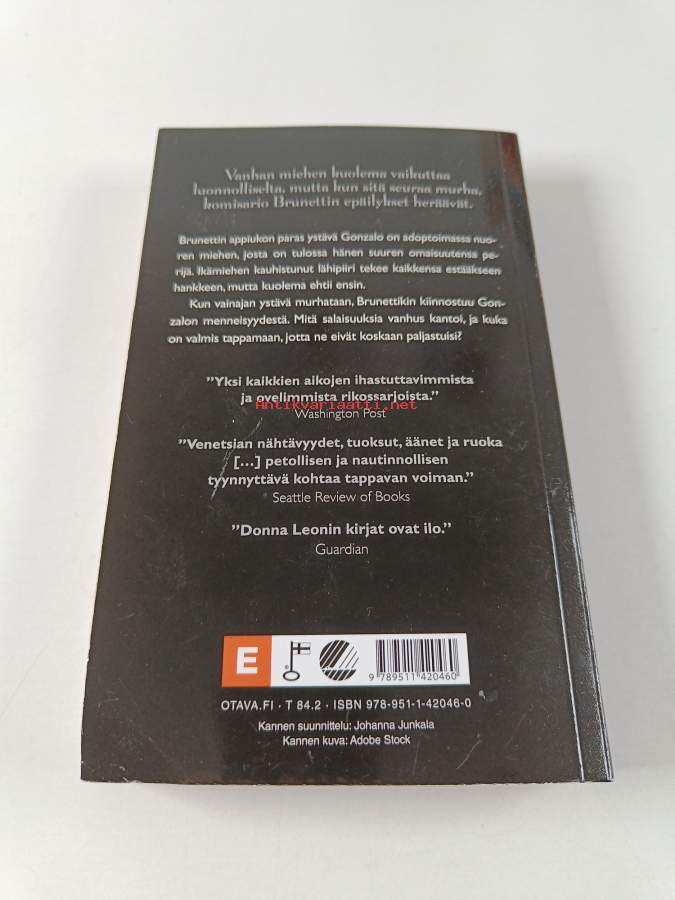 Vanhan miehen kuolema vaikuttaa
luonnolliselta, mutta kun sitä seuraa murha,
komisario Brunettin epäilykset heräävät.
Brunettin appiukon paras ystävä Gonzalo on adoptoimassa nuo-
ren miehen, josta on tulossa hänen suuren omaisuutensa pe-
rijä. Ikämiehen kauhistunut lähipiiri tekee kaikkensa estääkseen
hankkeen, mutta kuolema ehtii ensin.
Kun vainajan ystävä murhataan, Brunettikin kiinnostuu Gon-
zalon menneisyydestä. Mitä salaisuuksia vanhus kantoi, ja kuka
on valmis tappamaan, jotta ne eivät koskaan paljastuisi?
”Yksi kaikkien aikojen ihastuttavimmista
ja ovelimmista rikossarjoista.”
Antikvariaatti.net
Washington Post
”Venetsian nähtävyydet, tuoksut, äänet ja ruoka
[...] petollisen ja nautinnollisen
tyynnyttävä kohtaa tappavan voiman.”
Seattle Review of Books
”Donna Leonin kirjat ovat ilo.”
Guardian
E
9 789511 420460
OTAVA.FI · T 84.2 · ISBN 978-951-1-42046-0
Kannen suunnittelu: Johanna Junkala
Kannen kuva: Adobe Stock